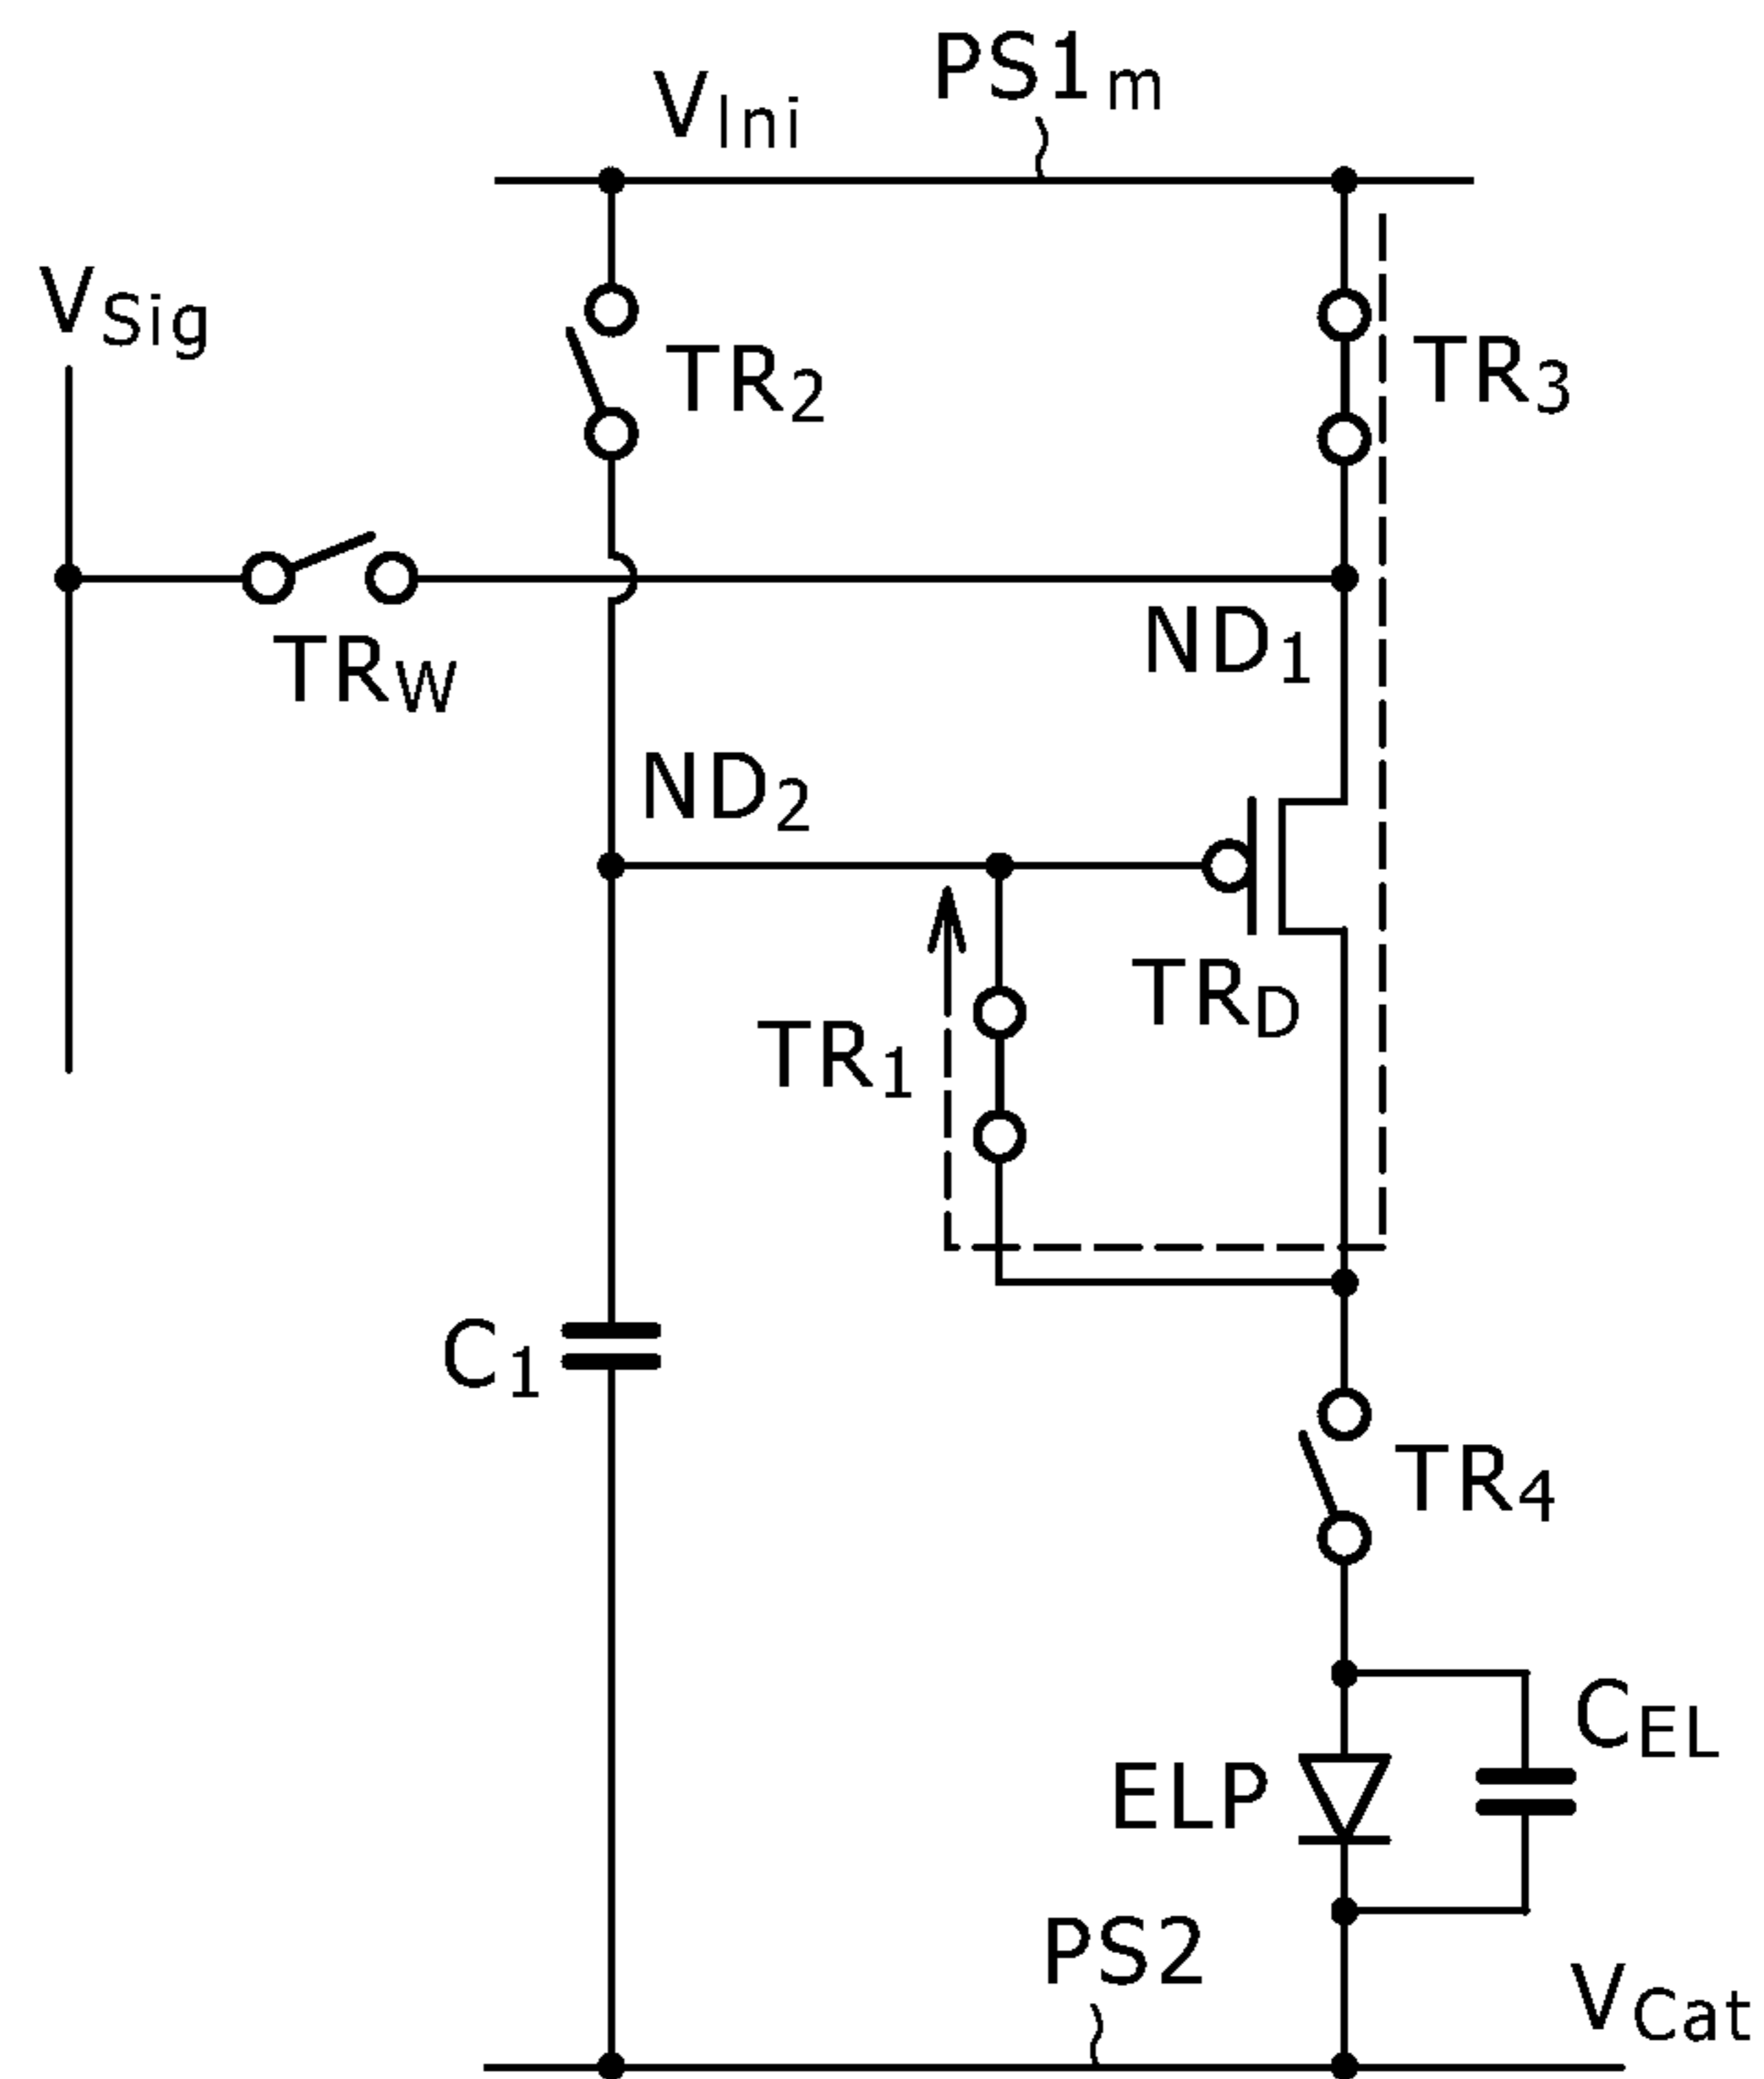 PS1m
VIni
VSig
TR2
TR3
TRW
ND1
ND2
TRD
TR1
C1
TR4
CEL
ELP
PS2
VCat